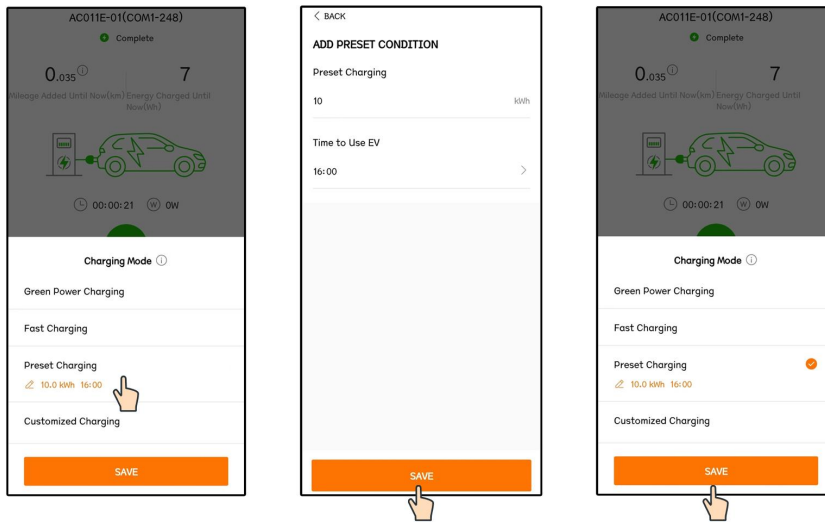 AC011E-01(COM1-248)
Complete
0.035
7
Mileage Added Until Now(km)
Energy Charged Until
Now(Wh)
00:00:21
W
0W
Charging Mode
Green Power Charging
Fast Charging
Preset Charging
10.0 kWh 16:00
Customized Charging
SAVE
< BACK
ADD PRESET CONDITION
Preset Charging
10 kWh
Time to Use EV
16:00 >
SAVE
AC011E-01(COM1-248)
Complete
0.035
7
Mileage Added Until Now(km)
Energy Charged Until
Now(Wh)
00:00:21
W
0W
Charging Mode
Green Power Charging
Fast Charging
Preset Charging
10.0 kWh 16:00
Customized Charging
SAVE